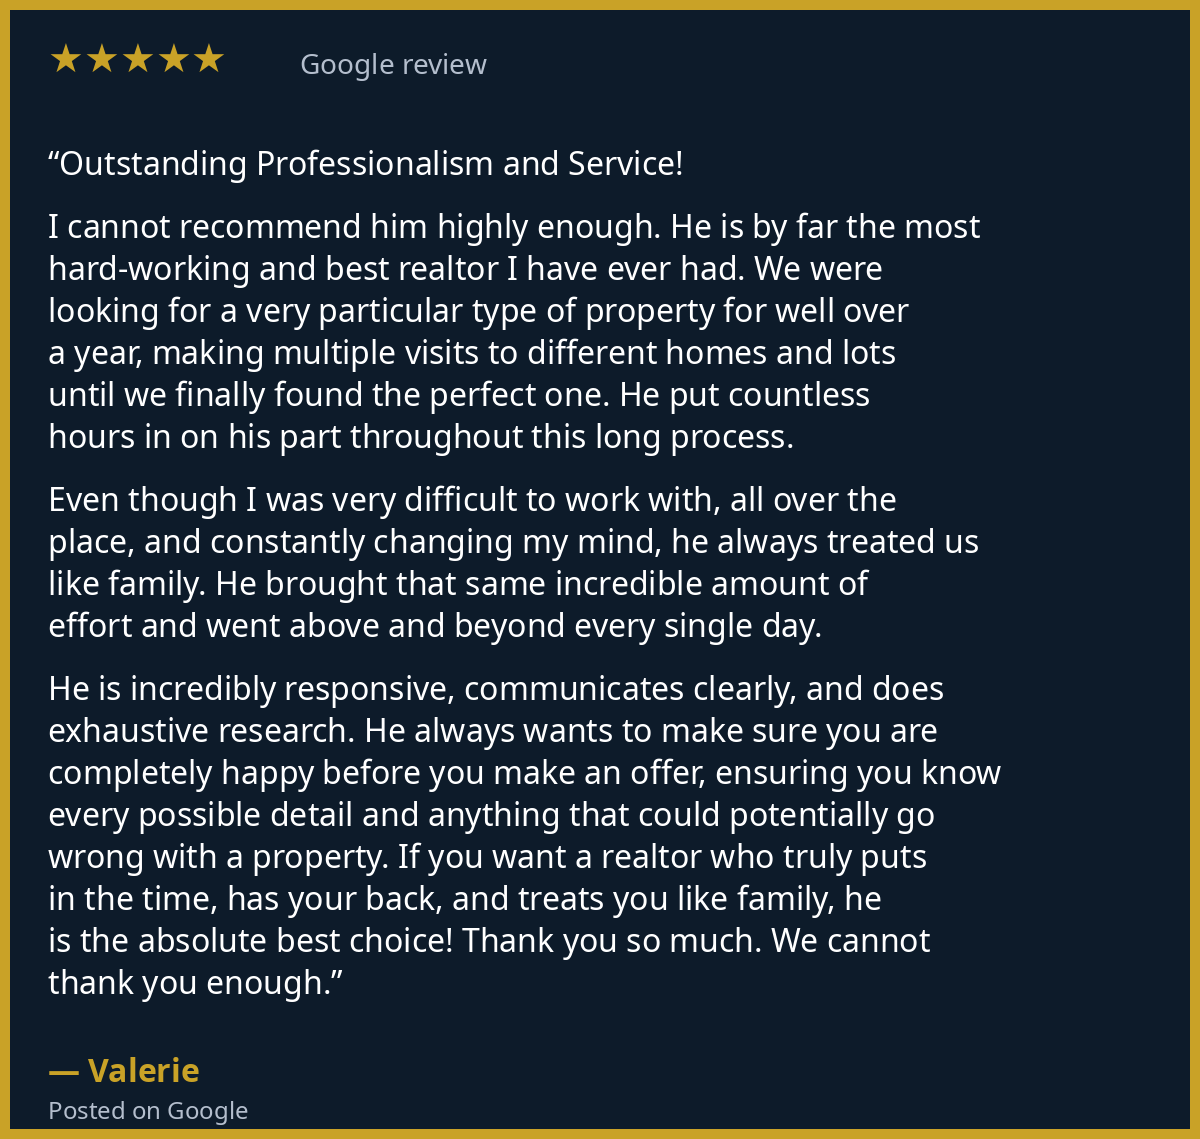 ★★★★★ Google review
“Outstanding Professionalism and Service!
I cannot recommend him highly enough. He is by far the most
hard-working and best realtor I have ever had. We were
looking for a very particular type of property for well over
a year, making multiple visits to different homes and lots
until we finally found the perfect one. He put countless
hours in on his part throughout this long process.
Even though I was very difficult to work with, all over the
place, and constantly changing my mind, he always treated us
like family. He brought that same incredible amount of
effort and went above and beyond every single day.
He is incredibly responsive, communicates clearly, and does
exhaustive research. He always wants to make sure you are
completely happy before you make an offer, ensuring you know
every possible detail and anything that could potentially go
wrong with a property. If you want a realtor who truly puts
in the time, has your back, and treats you like family, he
is the absolute best choice! Thank you so much. We cannot
thank you enough.”
— Valerie
Posted on Google